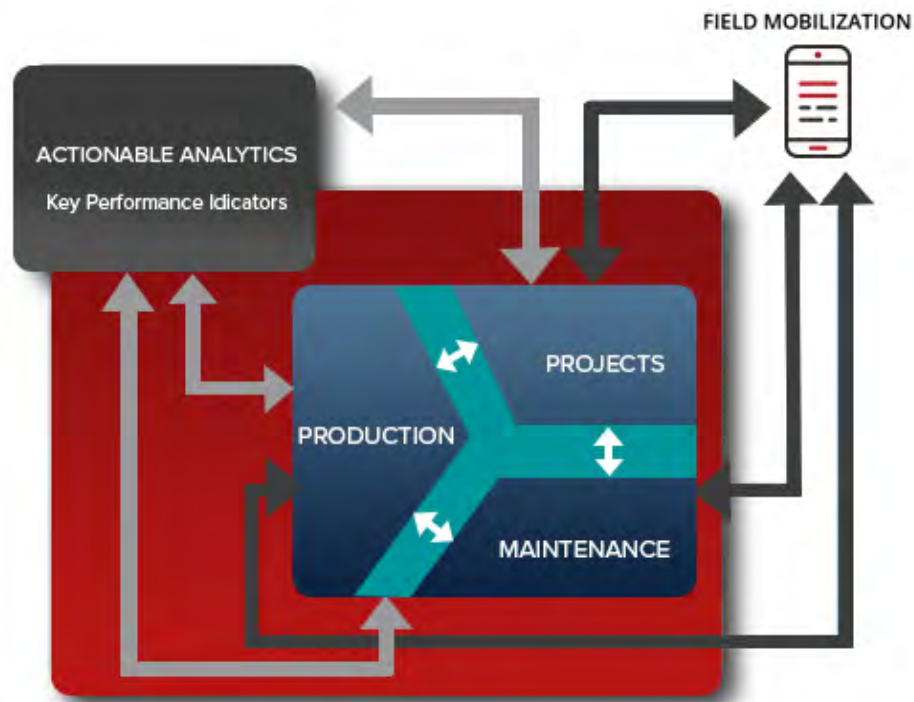 FIELD MOBILIZATION
ACTIONABLE ANALYTICS
Key Performance Idicators
PROJECTS
PRODUCTION
MAINTENANCE